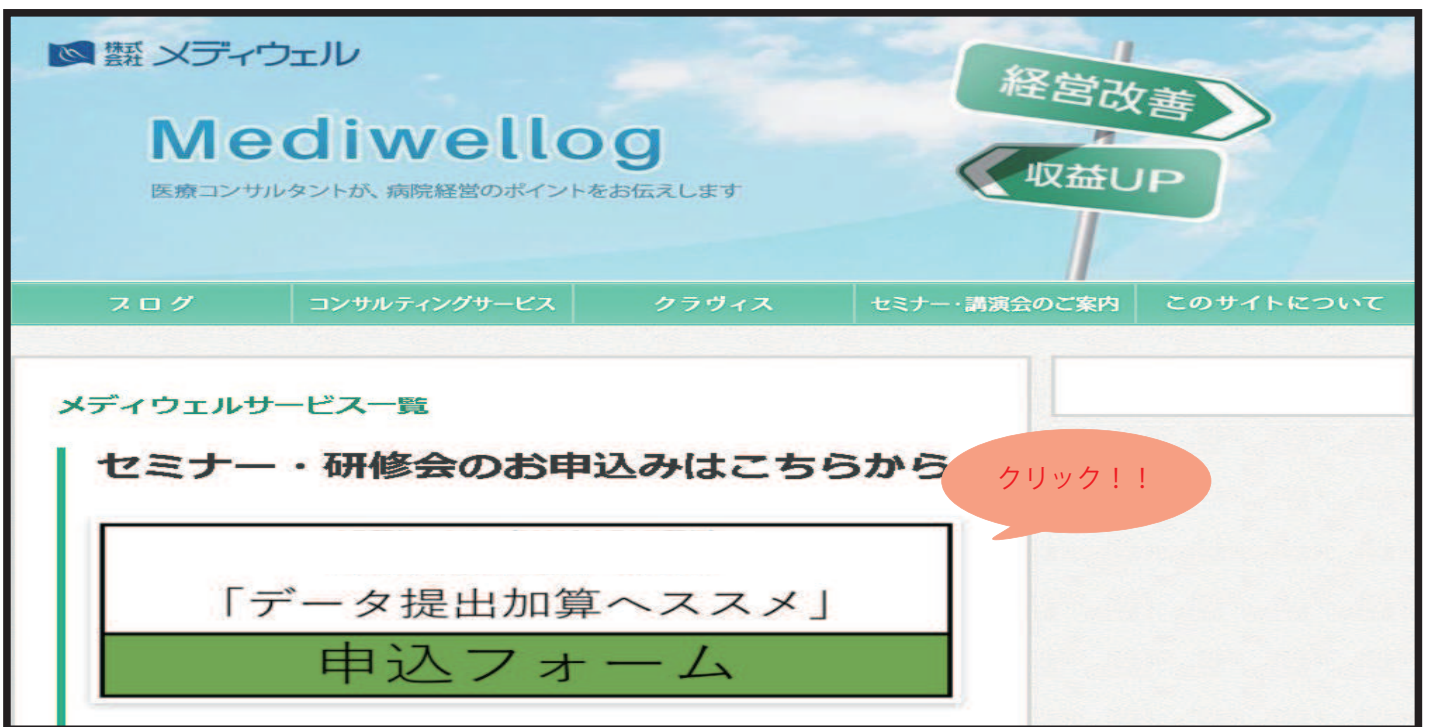 株式会社 メディウェル
Mediwellog
医療コンサルタントが、病院経営のポイントをお伝えします
経営改善
収益UP
ブログ
コンサルティングサービス
クラヴィス
セミナー・講演会のご案内
このサイトについて
メディウェルサービス一覧
セミナー・研修会のお申込みはこちらから
クリック！！
「データ提出加算へススメ」
申込フォーム